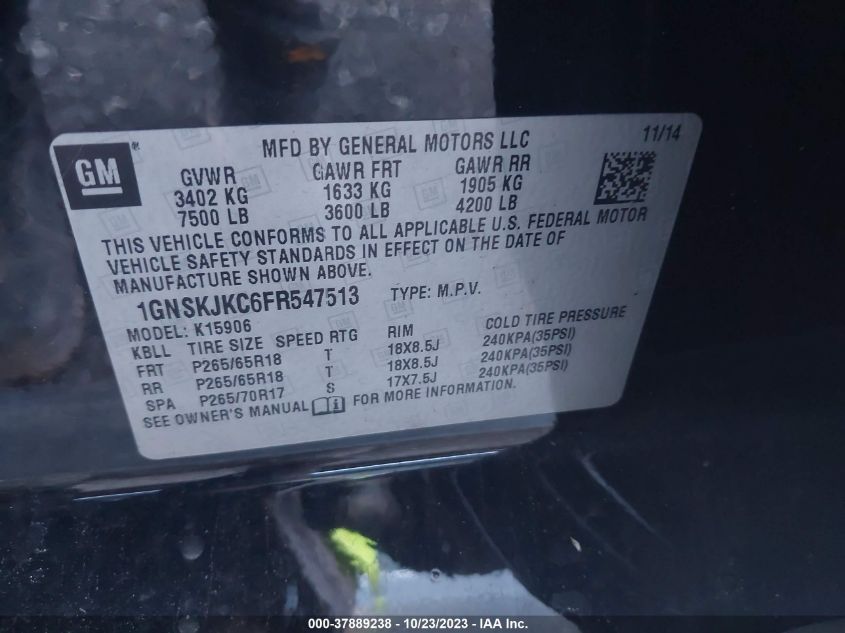 GM
MFD BY GENERAL MOTORS LLC
11/14
GVWR GAWR FRT GAWR RR
3402 KG 1633 KG 1905 KG
7500 LB 3600 LB 4200 LB
THIS VEHICLE CONFORMS TO ALL APPLICABLE U.S. FEDERAL MOTOR
VEHICLE SAFETY STANDARDS IN EFFECT ON THE DATE OF
MANUFACTURE SHOWN ABOVE.
1GNSKJKC6FR547513 TYPE: M.P.V.
MODEL: K15906
KBLL TIRE SIZE SPEED RTG RIM COLD TIRE PRESSURE
FRT P265/65R18 T 18X8.5J 240KPA(35PSI)
RR P265/65R18 T 18X8.5J 240KPA(35PSI)
SPA P265/70R17 S 17X7.5J 240KPA(35PSI)
SEE OWNER'S MANUAL i FOR MORE INFORMATION.
000-37889238 - 10/23/2023 - IAA Inc.